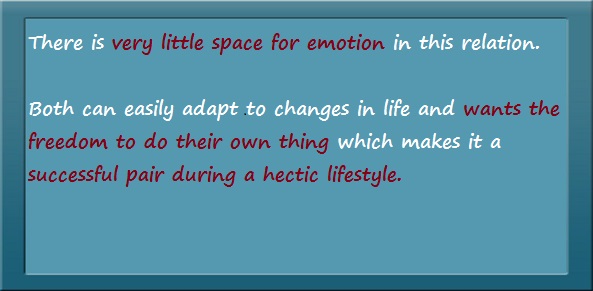 There is very little space for emotion in this relation.
Both can easily adapt to changes in life and wants the
freedom to do their own thing which makes it a
successful pair during a hectic lifestyle.